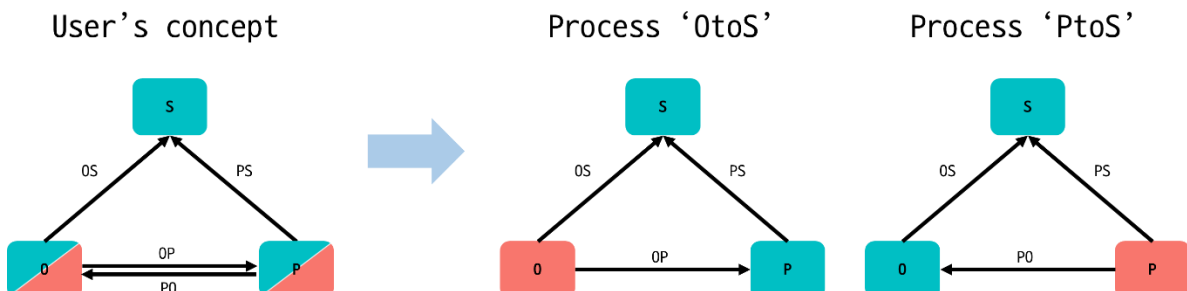 User's concept
Process ‘OtoS’
Process ‘PtoS’
S
S
S
OS
PS
OS
PS
OS
PS
O
OP
PO
P
O
OP
P
O
PO
P